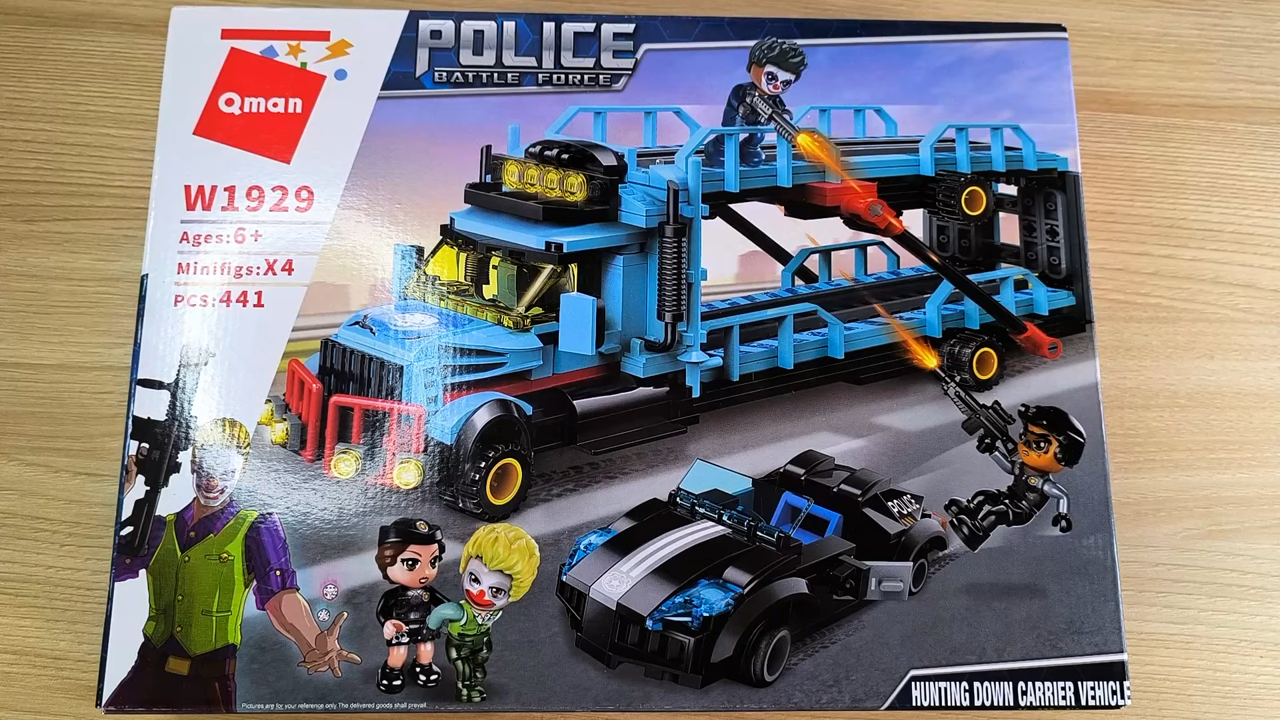 POLICE
BATTLE FORCE
Qman
W1929
Ages:6+
Minifigs:X4
PCS:441
POLICE
Pictures are for your reference only. The delivered goods shall prevail.
HUNTING DOWN CARRIER VEHICLE